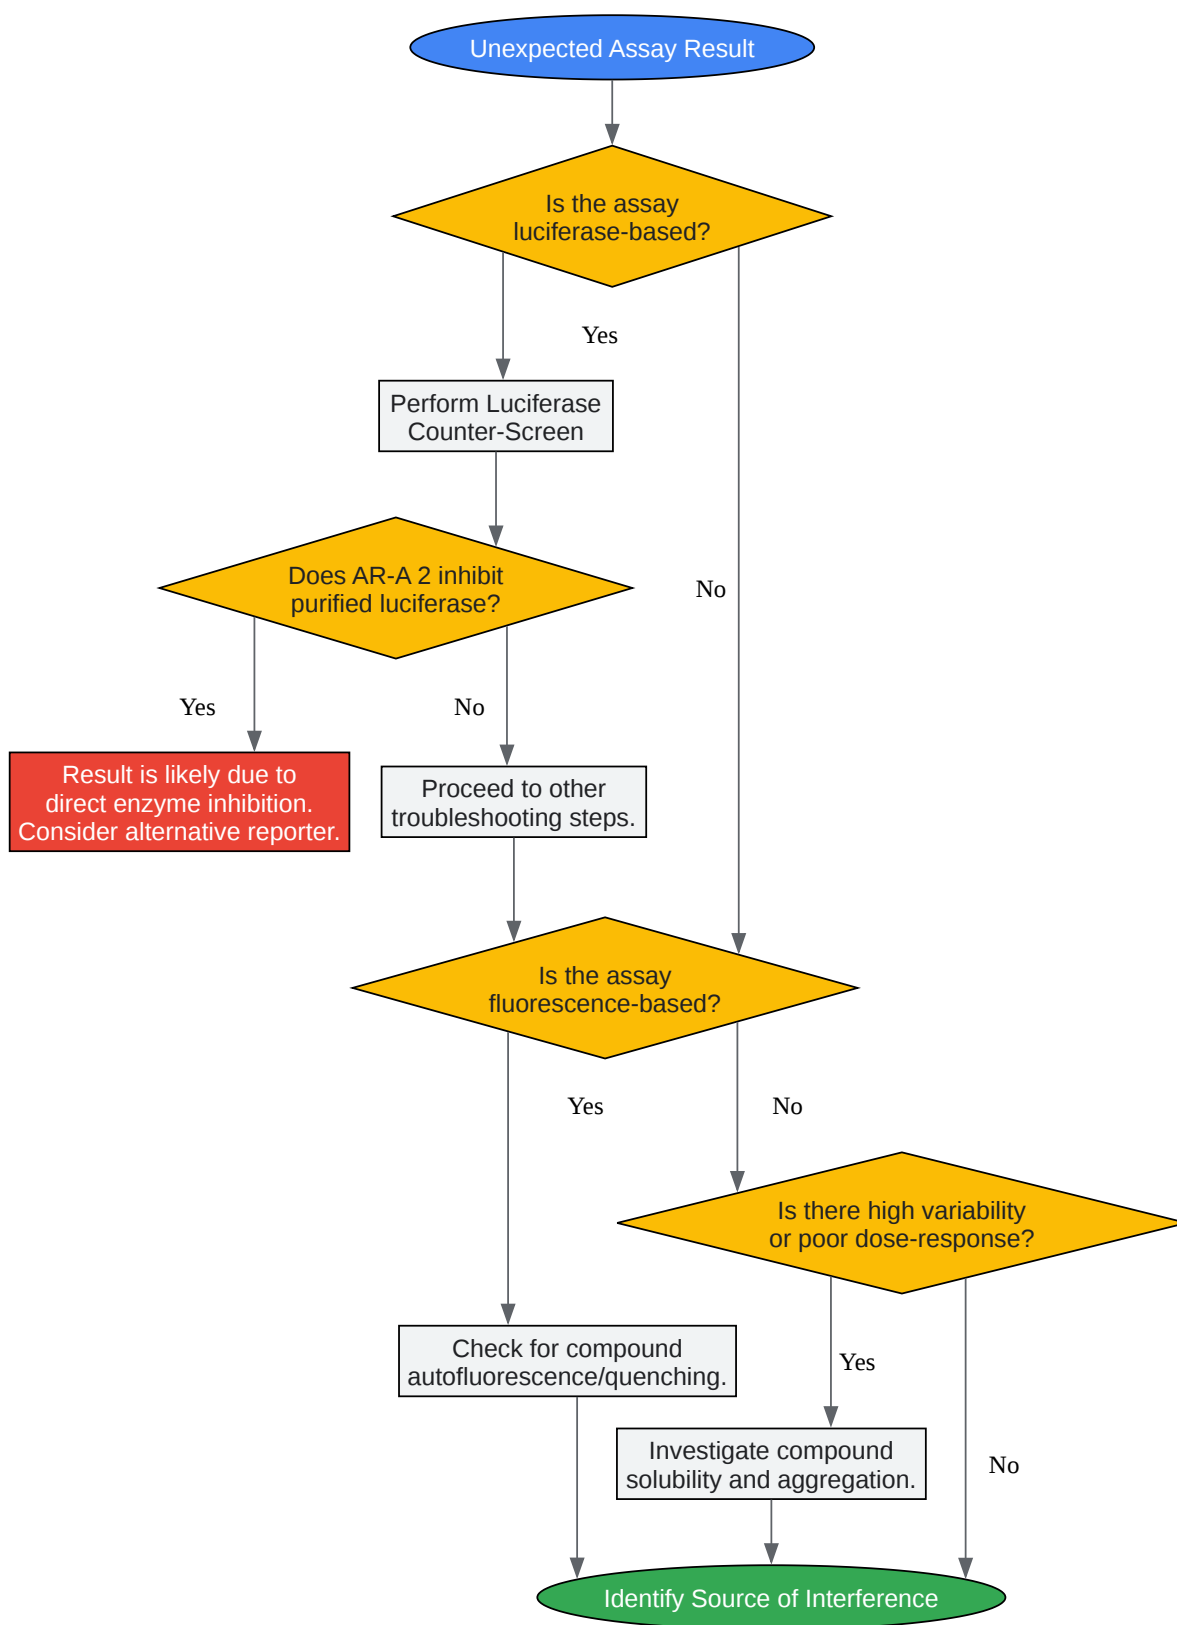 Unexpected Assay Result
Is the assay
luciferase-based?
Yes
Perform Luciferase
Counter-Screen
Does AR-A 2 inhibit
purified luciferase?
No
Yes
No
Result is likely due to
direct enzyme inhibition.
Consider alternative reporter.
Proceed to other
troubleshooting steps.
Is the assay
fluorescence-based?
Yes
No
Is there high variability
or poor dose-response?
Check for compound
autofluorescence/quenching.
Yes
Investigate compound
solubility and aggregation.
No
Identify Source of Interference